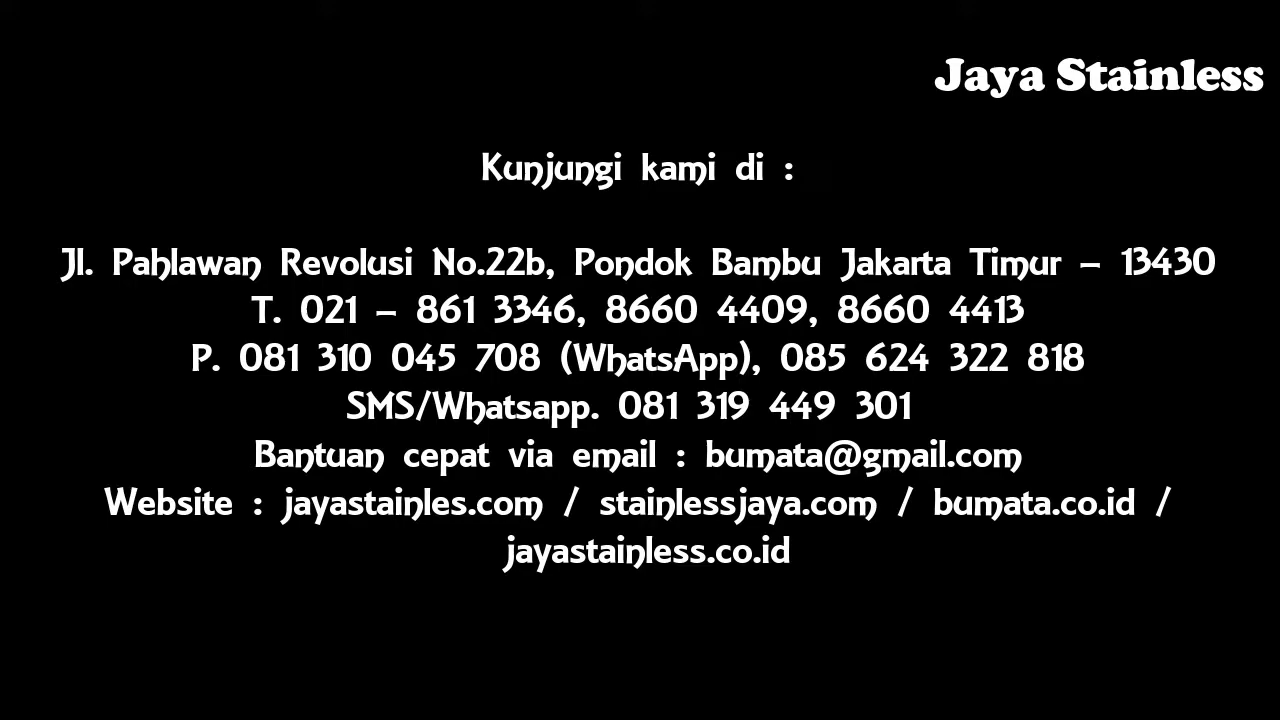 Jaya Stainless
Kunjungi kami di :
Jl. Pahlawan Revolusi No.22b, Pondok Bambu Jakarta Timur – 13430
T. 021 – 861 3346, 8660 4409, 8660 4413
P. 081 310 045 708 (WhatsApp), 085 624 322 818
SMS/Whatsapp. 081 319 449 301
Bantuan cepat via email : bumata@gmail.com
Website : jayastainles.com / stainlessjaya.com / bumata.co.id /
jayastainless.co.id